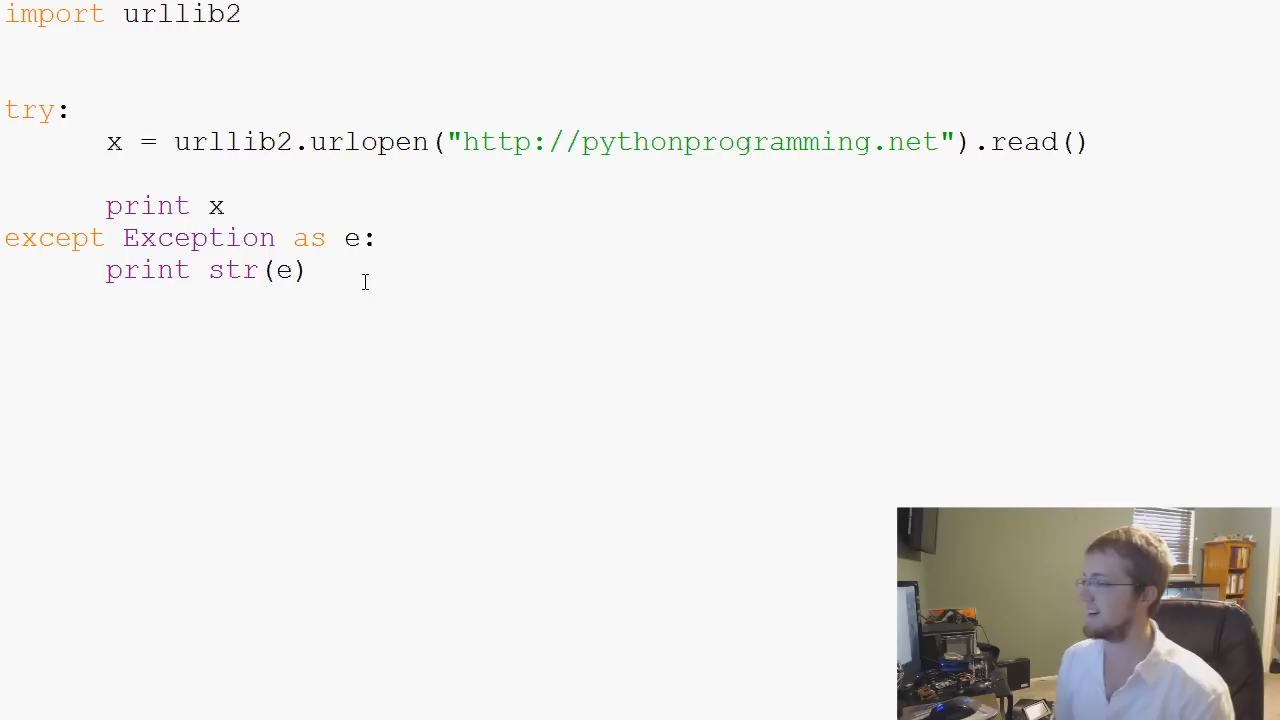 import urllib2
try:
x = urllib2.urlopen("http://pythonprogramming.net").read()
print x
except Exception as e:
print str(e)